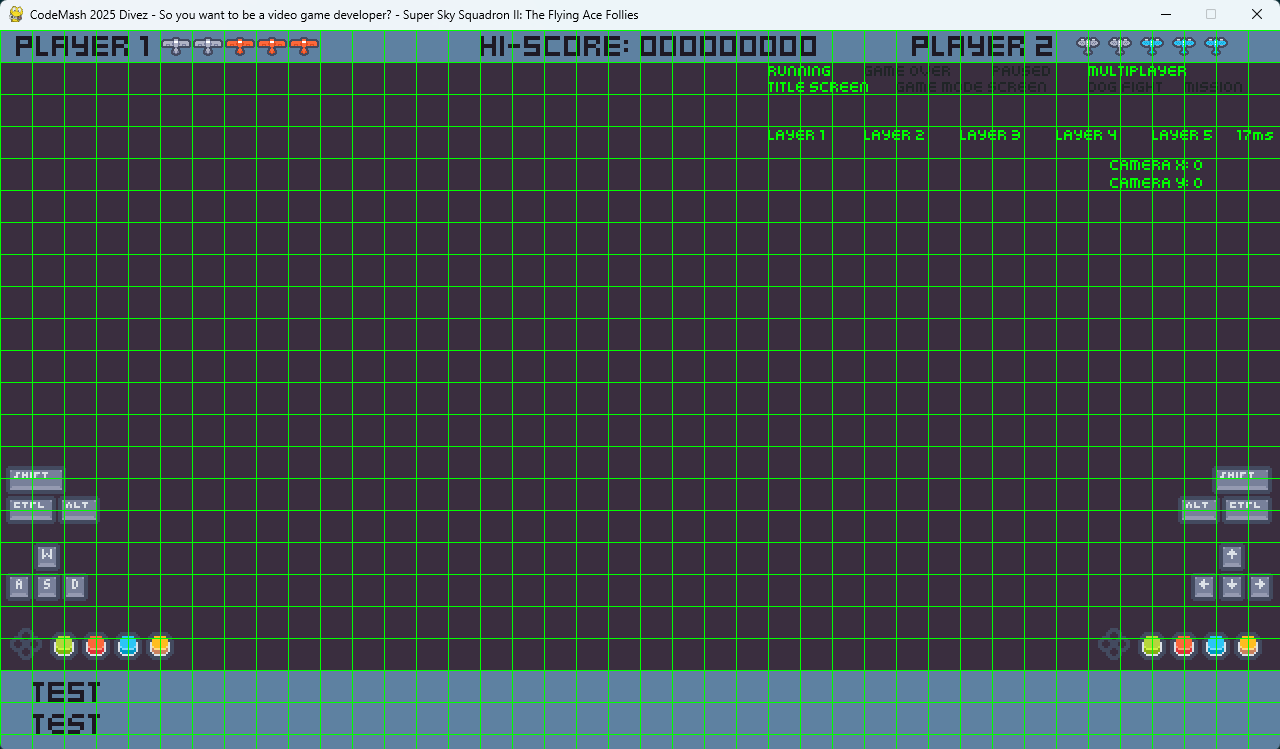 CodeMash 2025 Divez - So you want to be a video game developer? - Super Sky Squadron II: The Flying Ace Follies
PLAYER 1 HI-SCORE: 000000000 PLAYER 2
RUNNING GAME OVER PAUSED MULTIPLAYER
TITLE SCREEN GAME MODE SCREEN DOG FIGHT MISSION
LAYER 1 LAYER 2 LAYER 3 LAYER 4 LAYER 5 17ms
CAMERA X: 0
CAMERA Y: 0
SHIFT SHIFT
CTRL ALT ALT CTRL
W
A S D
TEST
TEST